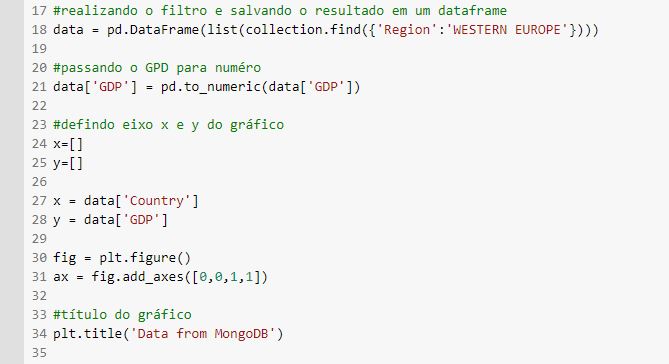 17 #realizando o filtro e salvando o resultado em um dataframe
18 data = pd.DataFrame(list(collection.find({'Region':'WESTERN EUROPE'})))
19
20 #passando o GPD para numéro
21 data['GDP'] = pd.to_numeric(data['GDP'])
22
23 #defindo eixo x e y do gráfico
24 x=[]
25 y=[]
26
27 x = data['Country']
28 y = data['GDP']
29
30 fig = plt.figure()
31 ax = fig.add_axes([0,0,1,1])
32
33 #título do gráfico
34 plt.title('Data from MongoDB')
35